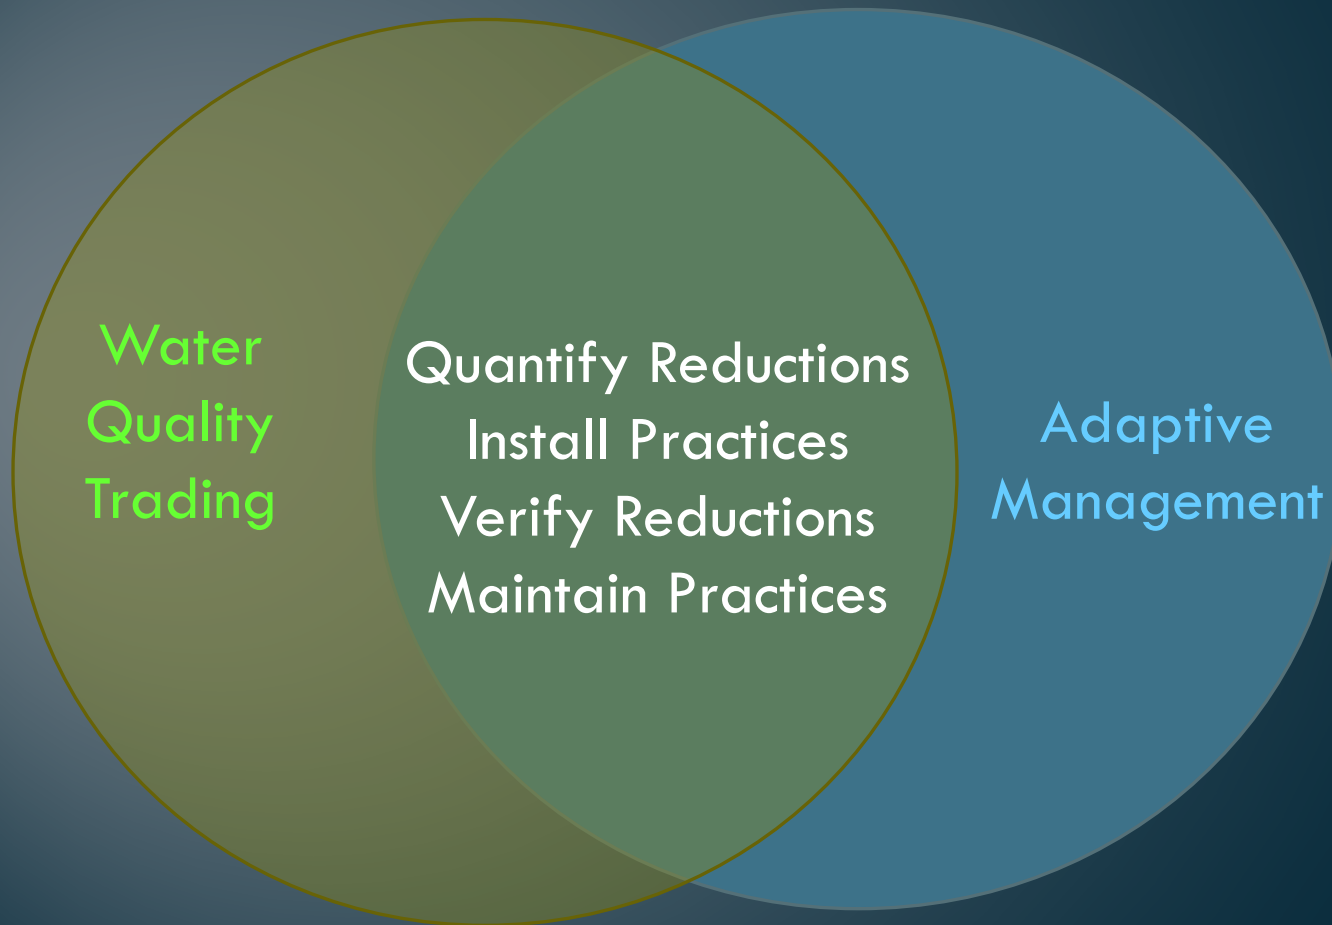 Water
Quality
Trading
Quantify Reductions
Install Practices
Verify Reductions
Maintain Practices
Adaptive
Management